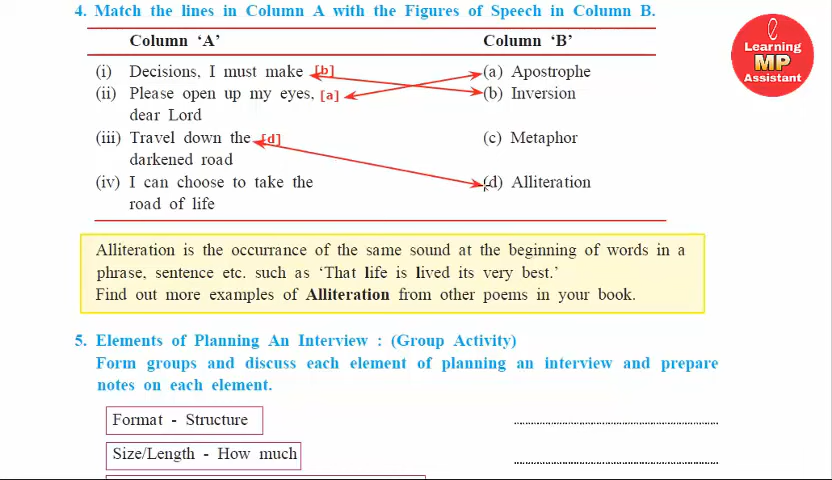 4. Match the lines in Column A with the Figures of Speech in Column B.
Column ‘A’ Column ‘B’
(i) Decisions, I must make [b] (a) Apostrophe
(ii) Please open up my eyes, [a] (b) Inversion
dear Lord
(iii) Travel down the [d] (c) Metaphor
darkened road
(iv) I can choose to take the (d) Alliteration
road of life
Learning
MP
Assistant
Alliteration is the occurrance of the same sound at the beginning of words in a
phrase, sentence etc. such as ‘That life is lived its very best.’
Find out more examples of Alliteration from other poems in your book.
5. Elements of Planning An Interview : (Group Activity)
Form groups and discuss each element of planning an interview and prepare
notes on each element.
Format - Structure
Size/Length - How much